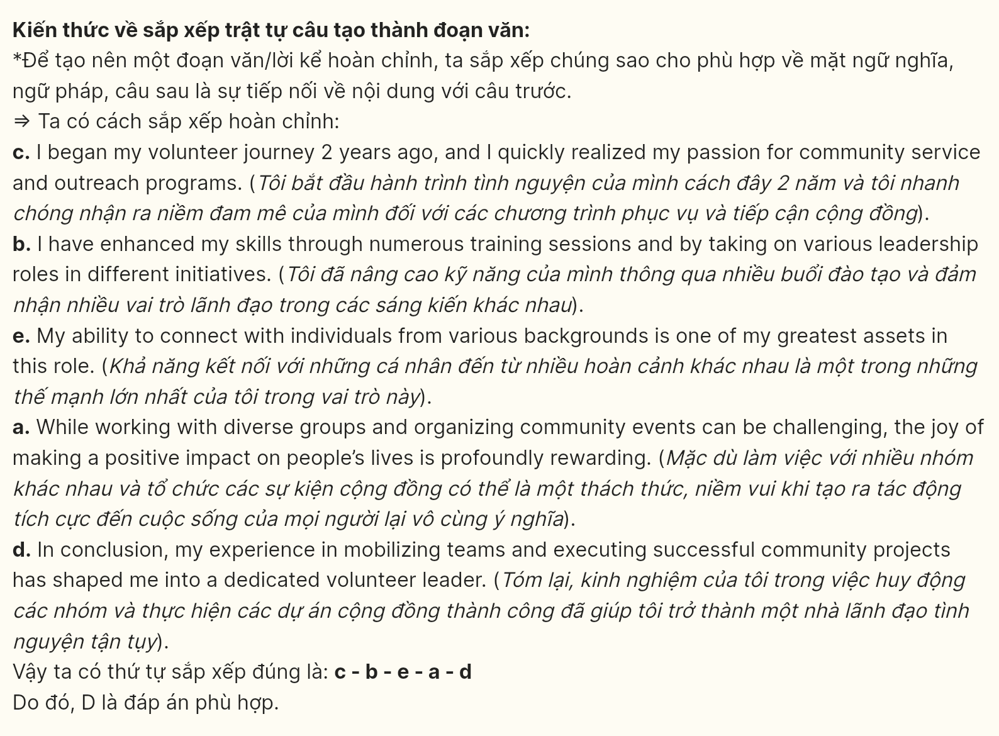 Kiến thức về sắp xếp trật tự câu tạo thành đoạn văn:
*Để tạo nên một đoạn văn/lời kể hoàn chỉnh, ta sắp xếp chúng sao cho phù hợp về mặt ngữ nghĩa,
ngữ pháp, câu sau là sự tiếp nối về nội dung với câu trước.
⇒ Ta có cách sắp xếp hoàn chỉnh:
c. I began my volunteer journey 2 years ago, and I quickly realized my passion for community service
and outreach programs. (Tôi bắt đầu hành trình tình nguyện của mình cách đây 2 năm và tôi nhanh
chóng nhận ra niềm đam mê của mình đối với các chương trình phục vụ và tiếp cận cộng đồng).
b. I have enhanced my skills through numerous training sessions and by taking on various leadership
roles in different initiatives. (Tôi đã nâng cao kỹ năng của mình thông qua nhiều buổi đào tạo và đảm
nhận nhiều vai trò lãnh đạo trong các sáng kiến khác nhau).
e. My ability to connect with individuals from various backgrounds is one of my greatest assets in
this role. (Khả năng kết nối với những cá nhân đến từ nhiều hoàn cảnh khác nhau là một trong những
thế mạnh lớn nhất của tôi trong vai trò này).
a. While working with diverse groups and organizing community events can be challenging, the joy of
making a positive impact on people’s lives is profoundly rewarding. (Mặc dù làm việc với nhiều nhóm
khác nhau và tổ chức các sự kiện cộng đồng có thể là một thách thức, niềm vui khi tạo ra tác động
tích cực đến cuộc sống của mọi người lại vô cùng ý nghĩa).
d. In conclusion, my experience in mobilizing teams and executing successful community projects
has shaped me into a dedicated volunteer leader. (Tóm lại, kinh nghiệm của tôi trong việc huy động
các nhóm và thực hiện các dự án cộng đồng thành công đã giúp tôi trở thành một nhà lãnh đạo tình
nguyện tận tụy).
Vậy ta có thứ tự sắp xếp đúng là: c - b - e - a - d
Do đó, D là đáp án phù hợp.